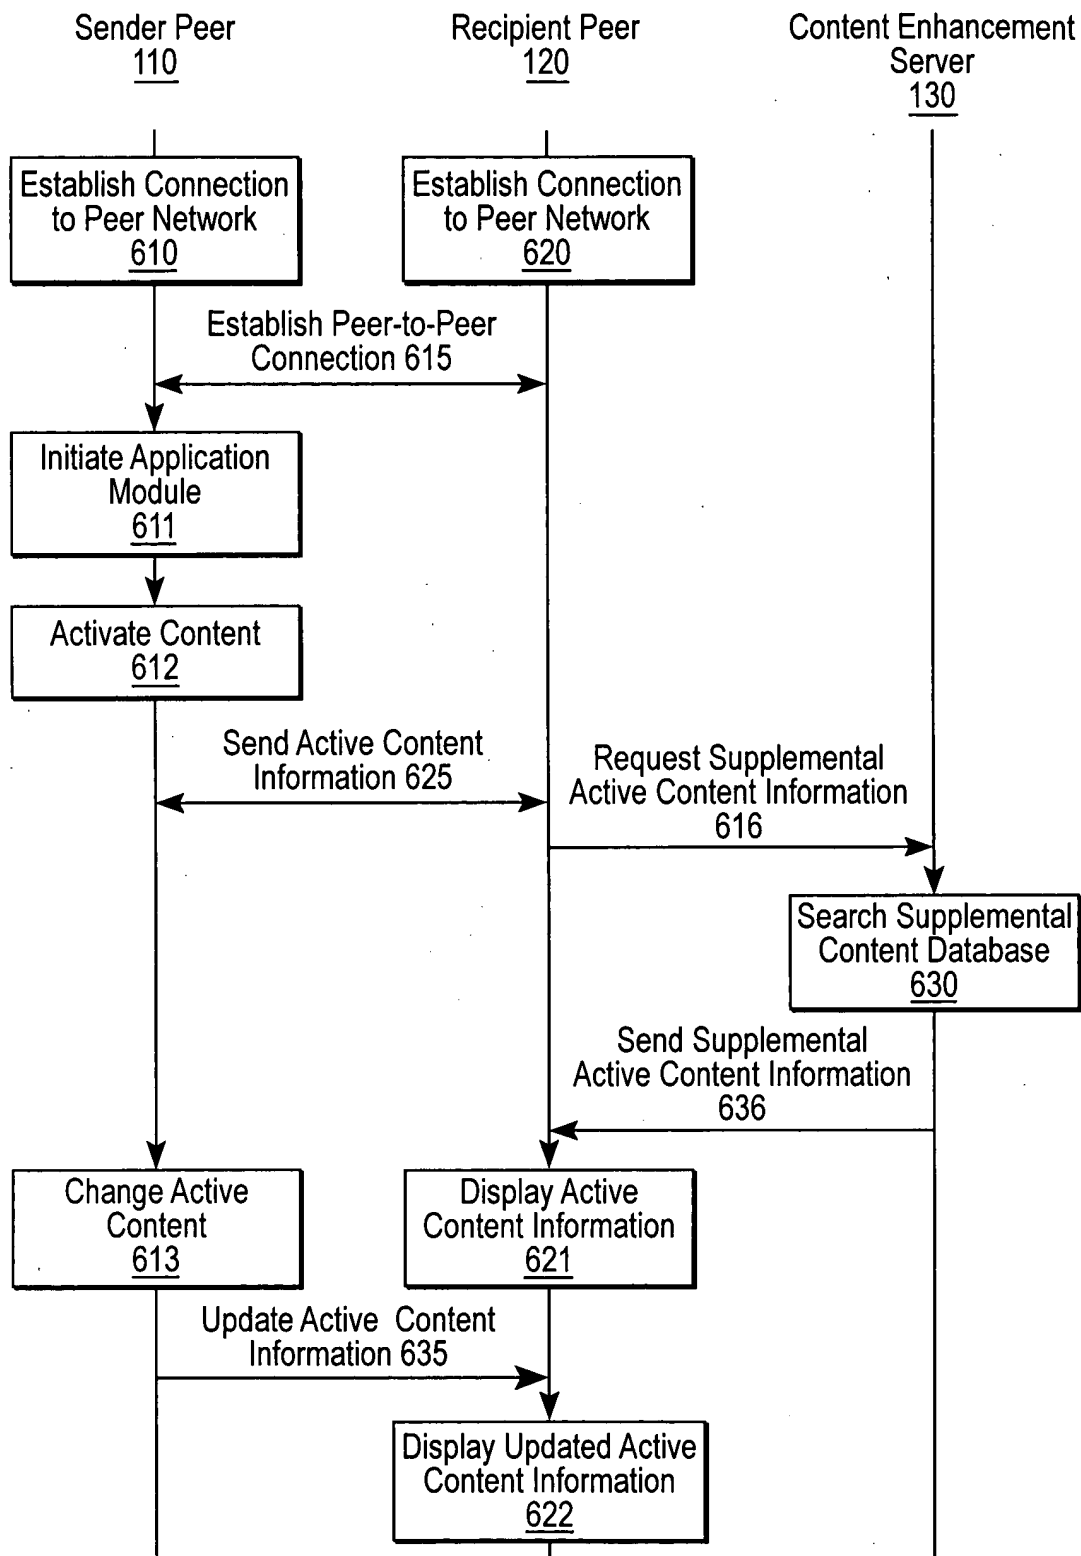 Sender Peer
110
Recipient Peer
120
Content Enhancement
Server
130
Establish Connection
to Peer Network
610
Establish Connection
to Peer Network
620
Establish Peer-to-Peer
Connection 615
Initiate Application
Module
611
Activate Content
612
Send Active Content
Information 625
Request Supplemental
Active Content Information
616
Search Supplemental
Content Database
630
Send Supplemental
Active Content Information
636
Change Active
Content
613
Display Active
Content Information
621
Update Active Content
Information 635
Display Updated Active
Content Information
622